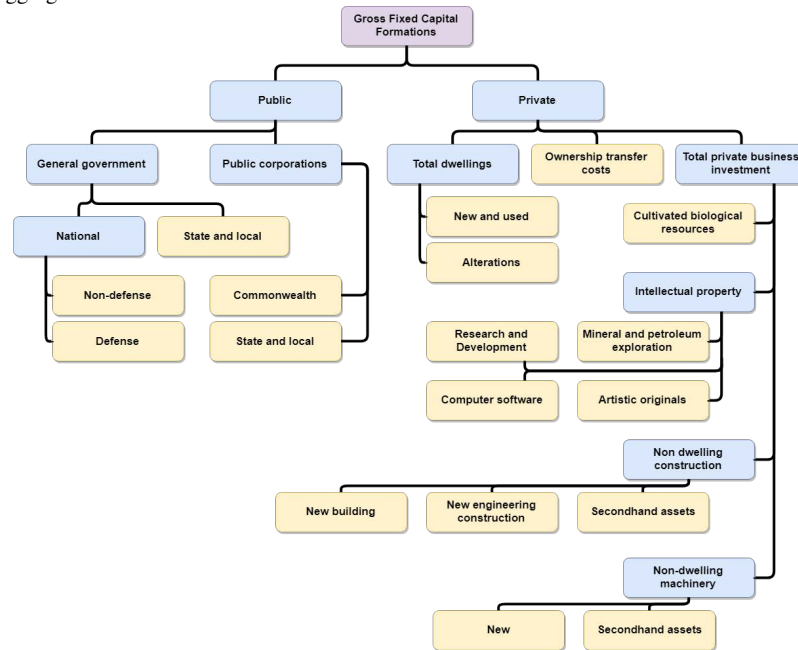 Gross Fixed Capital
Formations
Public
Private
General government
Public corporations
Total dwellings
Ownership transfer
costs
Total private business
investment
New and used
National
State and local
Cultivated biological
resources
Alterations
Non-defense
Commonwealth
Intellectual property
Defense
State and local
Research and
Development
Mineral and petroleum
exploration
Computer software
Artistic originals
Non dwelling
construction
New building
New engineering
construction
Secondhand assets
Non-dwelling
machinery
New
Secondhand assets